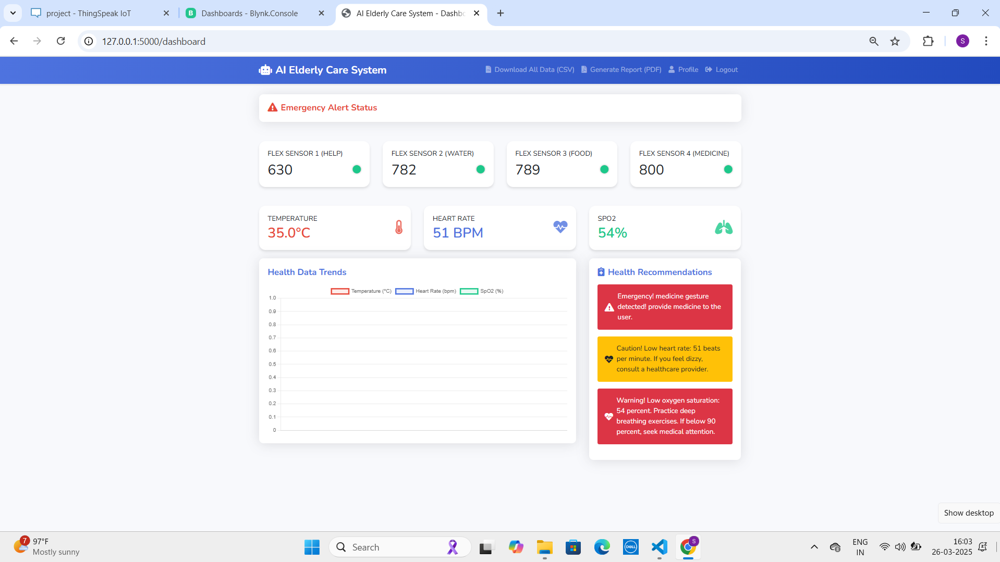 project - ThingSpeak IoT
B
Dashboards - Blynk.Console
AI Elderly Care System - Dashbo
127.0.0.1:5000/dashboard
S
AI Elderly Care System
Download All Data (CSV)
Generate Report (PDF)
Profile
Logout
Emergency Alert Status
FLEX SENSOR 1 (HELP)
630
FLEX SENSOR 2 (WATER)
782
FLEX SENSOR 3 (FOOD)
789
FLEX SENSOR 4 (MEDICINE)
800
TEMPERATURE
35.0°C
HEART RATE
51 BPM
SPO2
54%
Health Data Trends
Temperature (°C)
Heart Rate (bpm)
SpO2 (%)
1.0
0.9
0.8
0.7
0.6
0.5
0.4
0.3
0.2
0.1
0
Health Recommendations
Emergency! medicine gesture
detected! provide medicine to the
user.
Caution! Low heart rate: 51 beats
per minute. If you feel dizzy,
consult a healthcare provider.
Warning! Low oxygen saturation:
54 percent. Practice deep
breathing exercises. If below 90
percent, seek medical attention.
Show desktop
7
97°F
Mostly sunny
Search
DELL
S
ENG
IN
16:03
26-03-2025